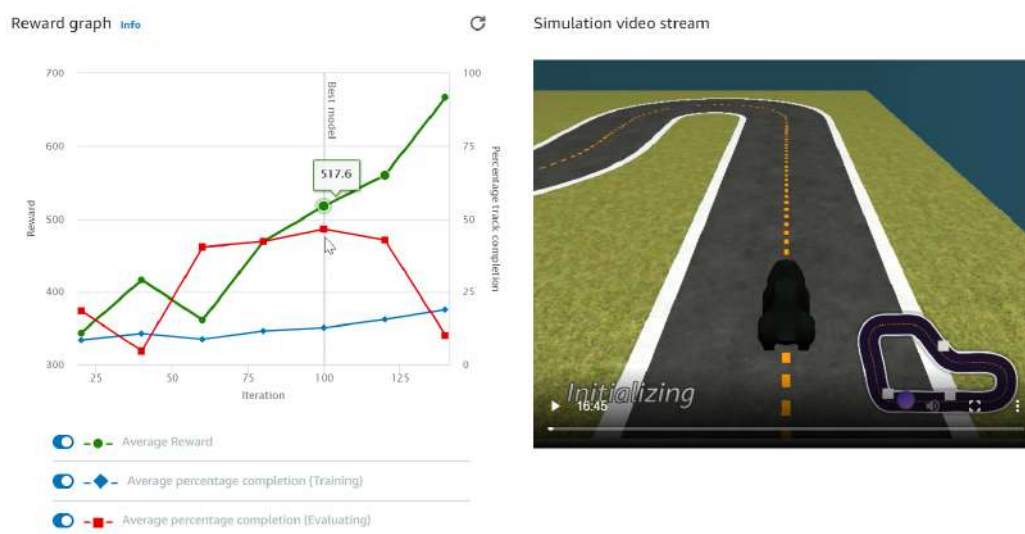 Reward graph Info
Simulation video stream
700
600
500
400
300
Reward
100
75
50
25
0
Percentage track completion
Best model
517.6
25 50 75 100 125
Iteration
Average Reward
Average percentage completion (Training)
Average percentage completion (Evaluating)
Initializing
16:45